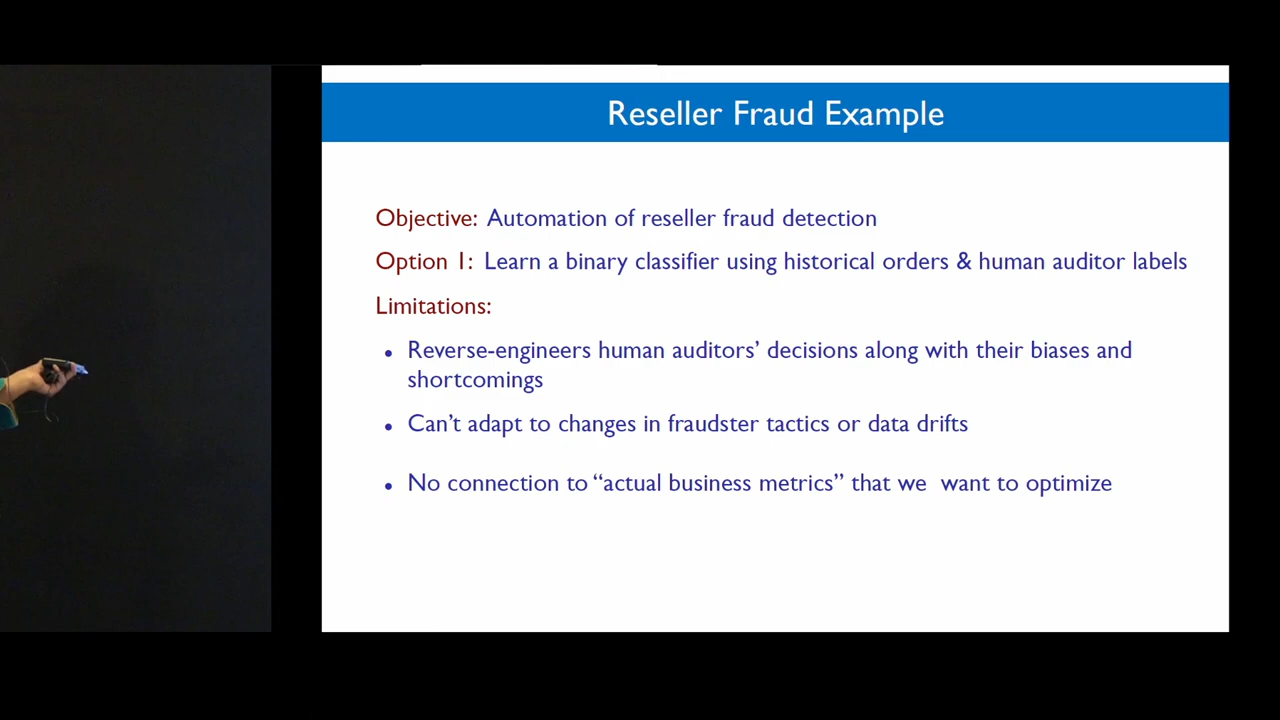 Reseller Fraud Example
Objective: Automation of reseller fraud detection
Option 1: Learn a binary classifier using historical orders & human auditor labels
Limitations:
• Reverse-engineers human auditors’ decisions along with their biases and
shortcomings
• Can’t adapt to changes in fraudster tactics or data drifts
• No connection to “actual business metrics” that we want to optimize